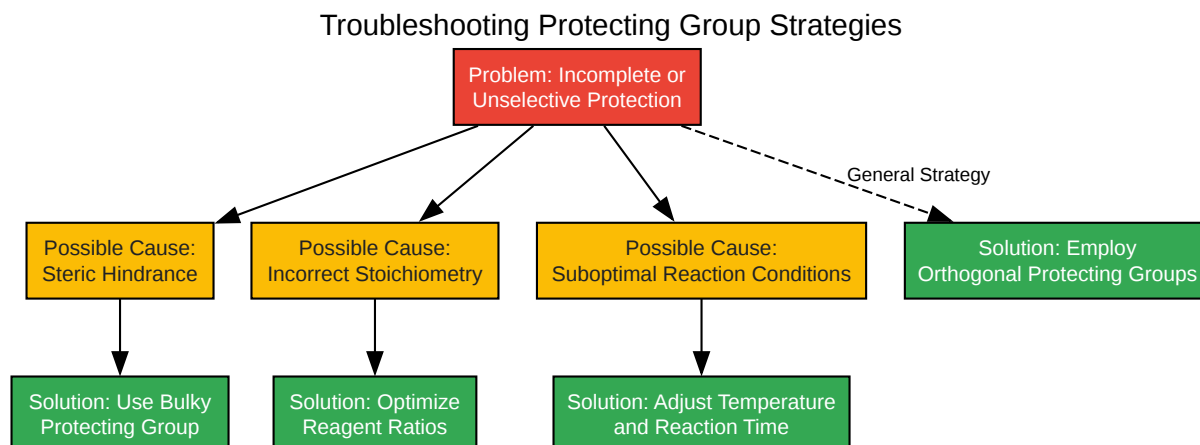 Troubleshooting Protecting Group Strategies
Problem: Incomplete or
Unselective Protection
General Strategy
Possible Cause:
Steric Hindrance
Possible Cause:
Incorrect Stoichiometry
Possible Cause:
Suboptimal Reaction Conditions
Solution: Employ
Orthogonal Protecting Groups
Solution: Use Bulky
Protecting Group
Solution: Optimize
Reagent Ratios
Solution: Adjust Temperature
and Reaction Time